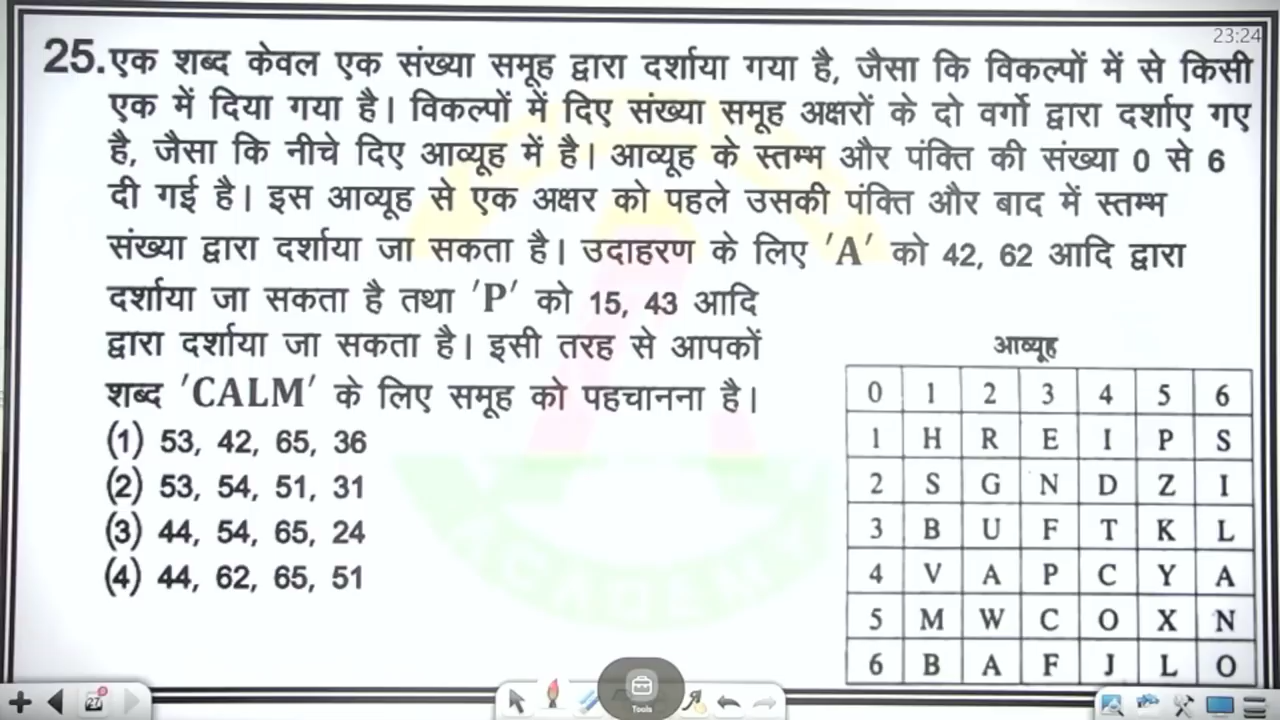 23:24
25. एक शब्द केवल एक संख्या समूह द्वारा दर्शाया गया है, जैसा कि विकल्पों में से किसी
एक में दिया गया है। विकल्पों में दिए संख्या समूह अक्षरों के दो वर्गो द्वारा दर्शाए गए
है, जैसा कि नीचे दिए आव्यूह में है। आव्यूह के स्तम्भ और पंक्ति की संख्या 0 से 6
दी गई है। इस आव्यूह से एक अक्षर को पहले उसकी पंक्ति और बाद में स्तम्भ
संख्या द्वारा दर्शाया जा सकता है। उदाहरण के लिए 'A' को 42, 62 आदि द्वारा
दर्शाया जा सकता है तथा 'P' को 15, 43 आदि
द्वारा दर्शाया जा सकता है। इसी तरह से आपकों
शब्द 'CALM' के लिए समूह को पहचानना है।
(1) 53, 42, 65, 36
(2) 53, 54, 51, 31
(3) 44, 54, 65, 24
(4) 44, 62, 65, 51
आव्यूह
0 1 2 3 4 5 6
1 H R E I P S
2 S G N D Z I
3 B U F T K L
4 V A P C Y A
5 M W C O X N
6 B A F J L O
ACADEMY
27
Tools